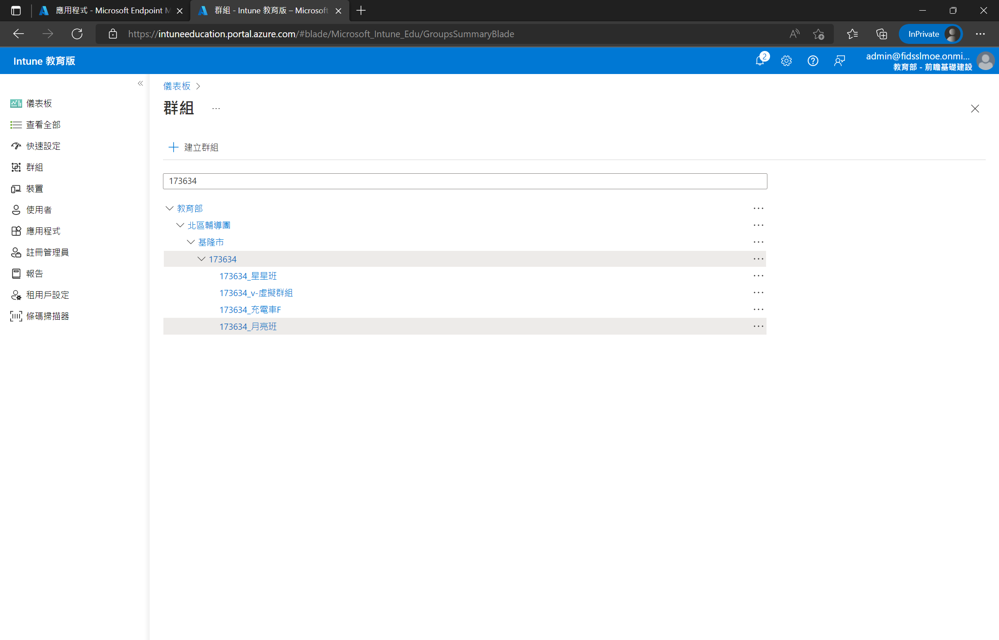 應用程式 - Microsoft Endpoint M
群組 - Intune 教育版 – Microsoft
https://intuneeducation.portal.azure.com/#blade/Microsoft_Intune_Edu/GroupsSummaryBlade
InPrivate
Intune 教育版
2
admin@fidsslmoe.onmi...
教育部 - 前瞻基礎建設
儀表板
查看全部
快速設定
群組
裝置
使用者
應用程式
註冊管理員
報告
租用戶設定
條碼掃描器
儀表板 >
群組 ...
建立群組
173634
教育部
北區輔導團
基隆市
173634
173634_星星班
173634_v-虛擬群組
173634_充電車F
173634_月亮班